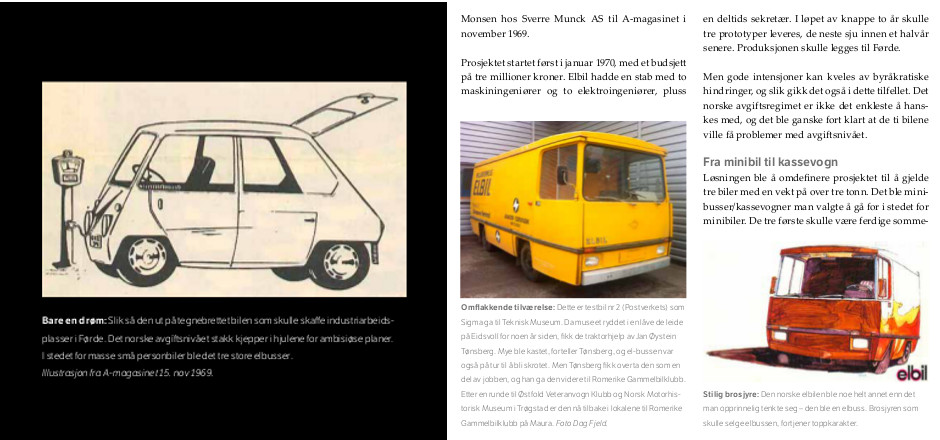 Bare en drøm: Slik så den ut på tegnebrettet bilen som skulle skaffe industriarbeids-
plasser i Førde. Det norske avgiftsnivået stakk kjepper i hjulene for ambisiøse planer.
I stedet for masse små personbiler ble det tre store elbusser.
Illustrasjon fra A-magasinet 15. nov 1969.
Monsen hos Sverre Munck AS til A-magasinet i
november 1969.
Prosjektet startet først i januar 1970, med et budsjett
på tre millioner kroner. Elbil hadde en stab med to
maskiningeniører og to elektroingeniører, pluss
ELBIL
ELBIL
Omflakkende tilværelse: Dette er testbil nr 2 (Postverkets) som
Sigma ga til Teknisk Museum. Da museet ryddet i en låve de leide
på Eidsvoll for noen år siden, fikk de traktorhjelp av Jan Øystein
Tønsberg. Mye ble kastet, forteller Tønsberg, og el-bussen var
også på tur til å bli skrotet. Men Tønsberg fikk overta den som en
del av jobben, og han ga den videre til Romerike Gammelbilklubb.
Etter en runde til Østfold Veteranvogn Klubb og Norsk Motorhis-
torisk Museum i Trøgstad er den nå tilbake i lokalene til Romerike
Gammelbilklubb på Maura. Foto Dag Fjeld.
en deltids sekretær. I løpet av knappe to år skulle
tre prototyper leveres, de neste sju innen et halvår
senere. Produksjonen skulle legges til Førde.
Men gode intensjoner kan kveles av byråkratiske
hindringer, og slik gikk det også i dette tilfellet. Det
norske avgiftsregimet er ikke det enkleste å hans-
kes med, og det ble ganske fort klart at de ti bilene
ville få problemer med avgiftsnivået.
Fra minibil til kassevogn
Løsningen ble å omdefinere prosjektet til å gjelde
tre biler med en vekt på over tre tonn. Det ble mini-
busser/kassevogner man valgte å gå for i stedet for
minibiler. De tre første skulle være ferdige somme-
elbil
Stilig brosjyre: Den norske elbilen ble noe helt annet enn det
man opprinnelig tenkte seg – den ble en elbuss. Brosjyren som
skulle selge elbussen, fortjener toppkarakter.